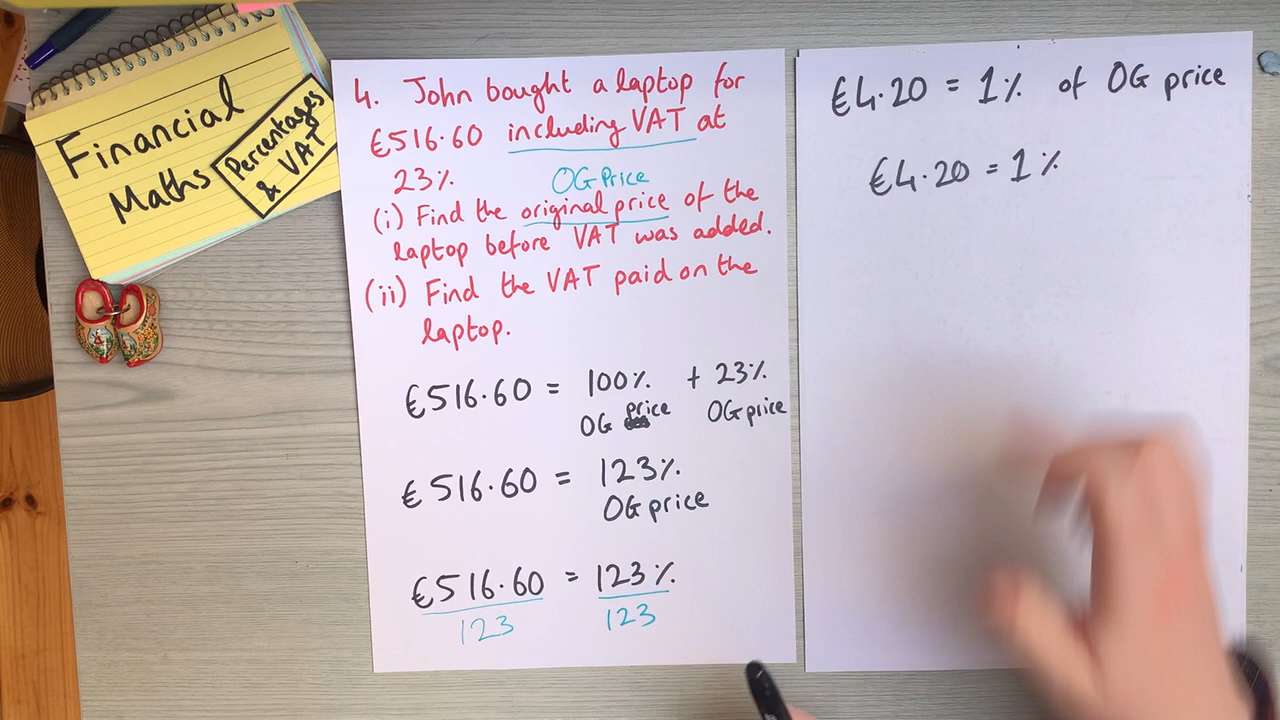 Financial
Maths
Percentages
& VAT
4. John bought a laptop for
€516.60 including VAT at
23%
OG Price
(i) Find the original price of the
laptop before VAT was added.
(ii) Find the VAT paid on the
laptop.
€516.60 = 100% + 23%
OG price OG price
€516.60 = 123%
OG price
€516.60 = 123%
123 123
€4.20 = 1% of OG price
€4.20 = 1%